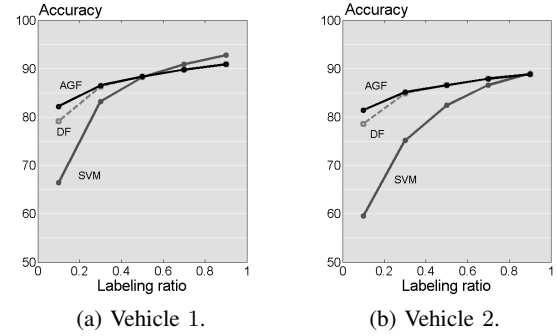 Accuracy
100
90
80
70
60
50
0
0.2
0.4
0.6
0.8
1
AGF
DF
SVM
Labeling ratio
(a) Vehicle 1.
Accuracy
100
90
80
70
60
50
0
0.2
0.4
0.6
0.8
1
AGF
DF
SVM
Labeling ratio
(b) Vehicle 2.